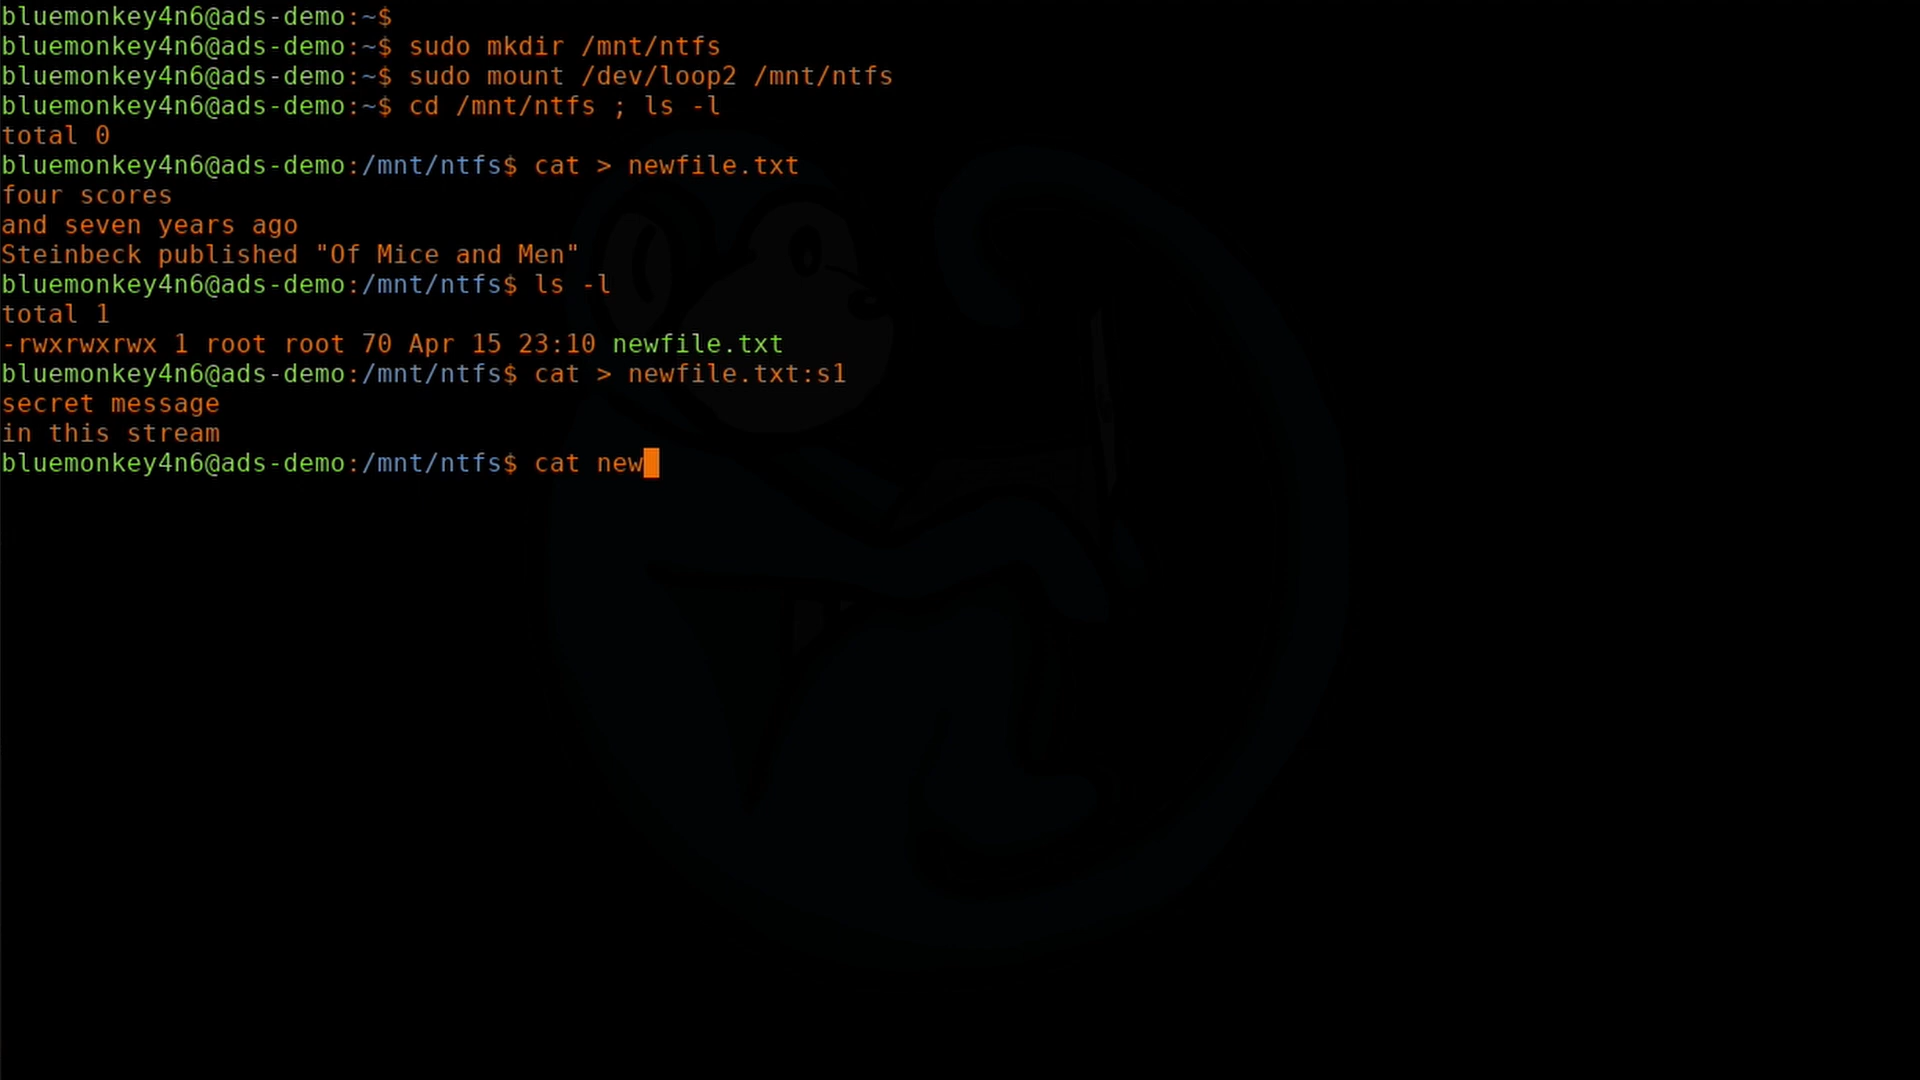 bluemonkey4n6@ads-demo:~$
bluemonkey4n6@ads-demo:~$ sudo mkdir /mnt/ntfs
bluemonkey4n6@ads-demo:~$ sudo mount /dev/loop2 /mnt/ntfs
bluemonkey4n6@ads-demo:~$ cd /mnt/ntfs ; ls -l
total 0
bluemonkey4n6@ads-demo:/mnt/ntfs$ cat > newfile.txt
four scores
and seven years ago
Steinbeck published "Of Mice and Men"
bluemonkey4n6@ads-demo:/mnt/ntfs$ ls -l
total 1
-rwxrwxrwx 1 root root 70 Apr 15 23:10 newfile.txt
bluemonkey4n6@ads-demo:/mnt/ntfs$ cat > newfile.txt:s1
secret message
in this stream
bluemonkey4n6@ads-demo:/mnt/ntfs$ cat new